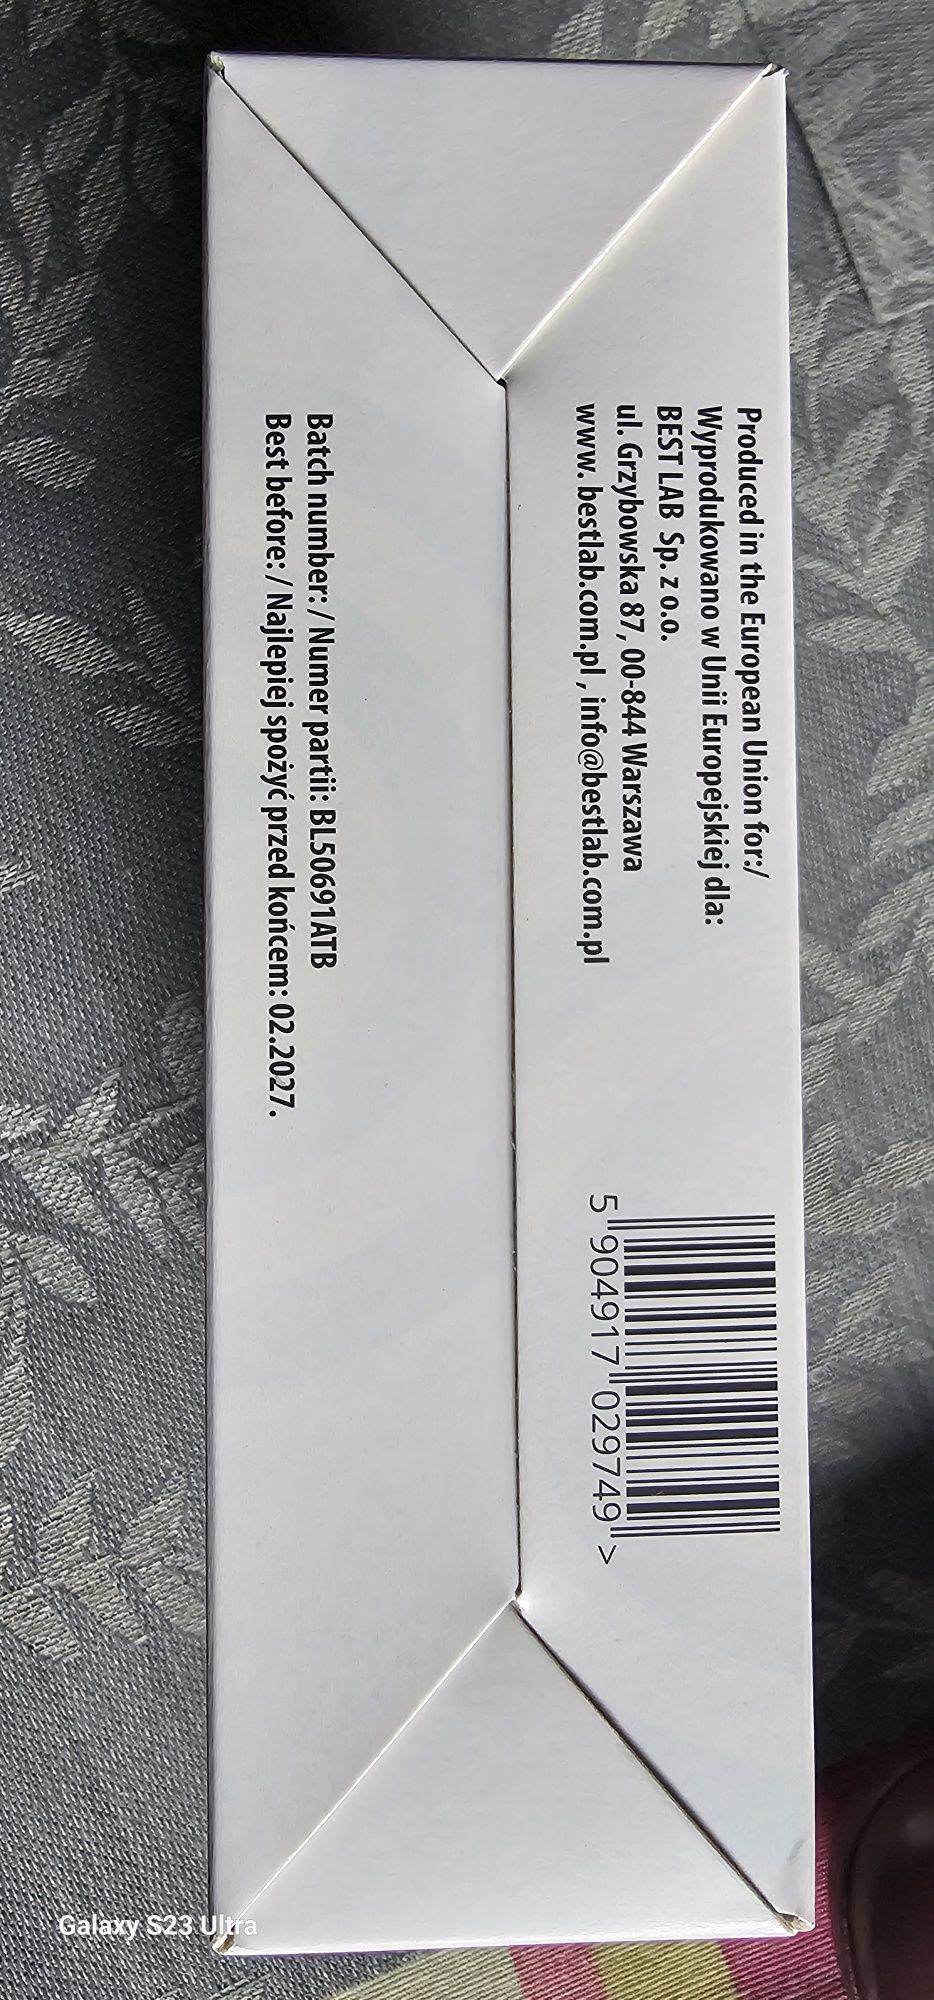 Produced in the European Union for:/
Wyprodukowano w Unii Europejskiej dla:
BEST LAB Sp. z o.o.
ul. Grzybowska 87, 00-844 Warszawa
www. bestlab.com.pl , info@bestlab.com.pl
5 904917 029749 >
Batch number: / Numer partii: BL50691ATB
Best before: / Najlepiej spożyć przed końcem: 02.2027.
Galaxy S23 Ultra